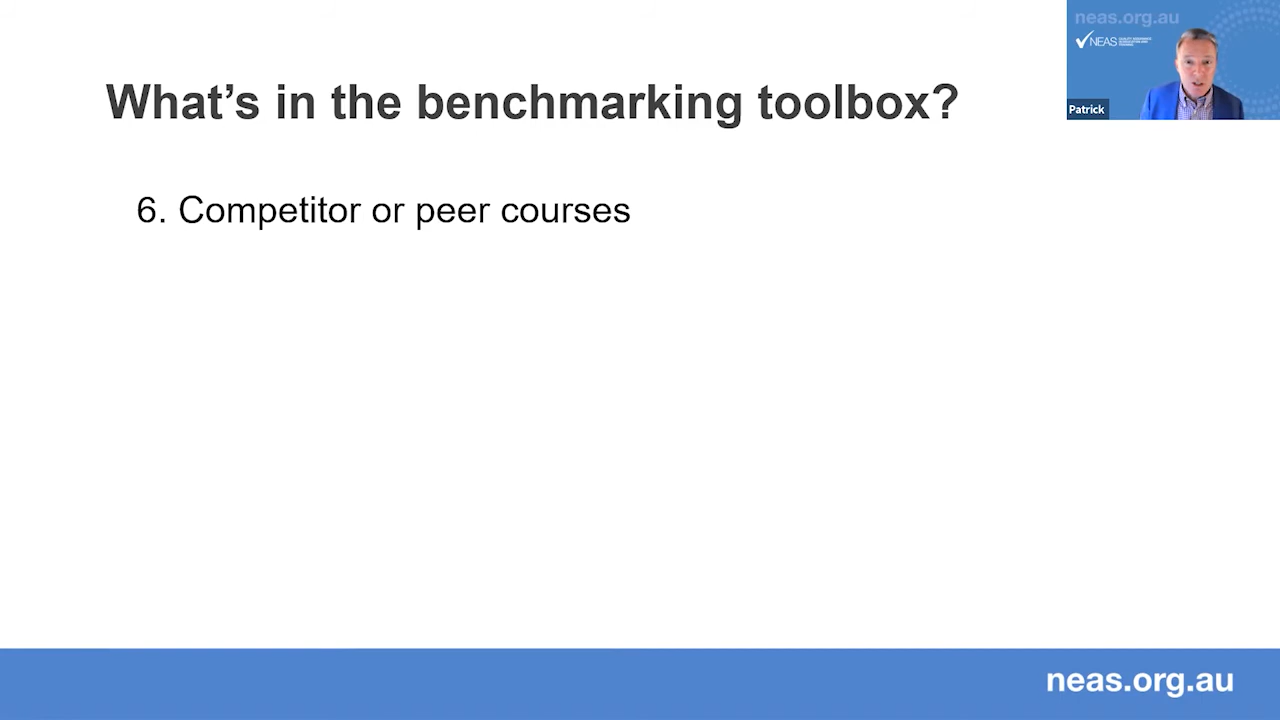 What's in the benchmarking toolbox?
6. Competitor or peer courses
neas.org.au
NEAS
Patrick
neas.org.au